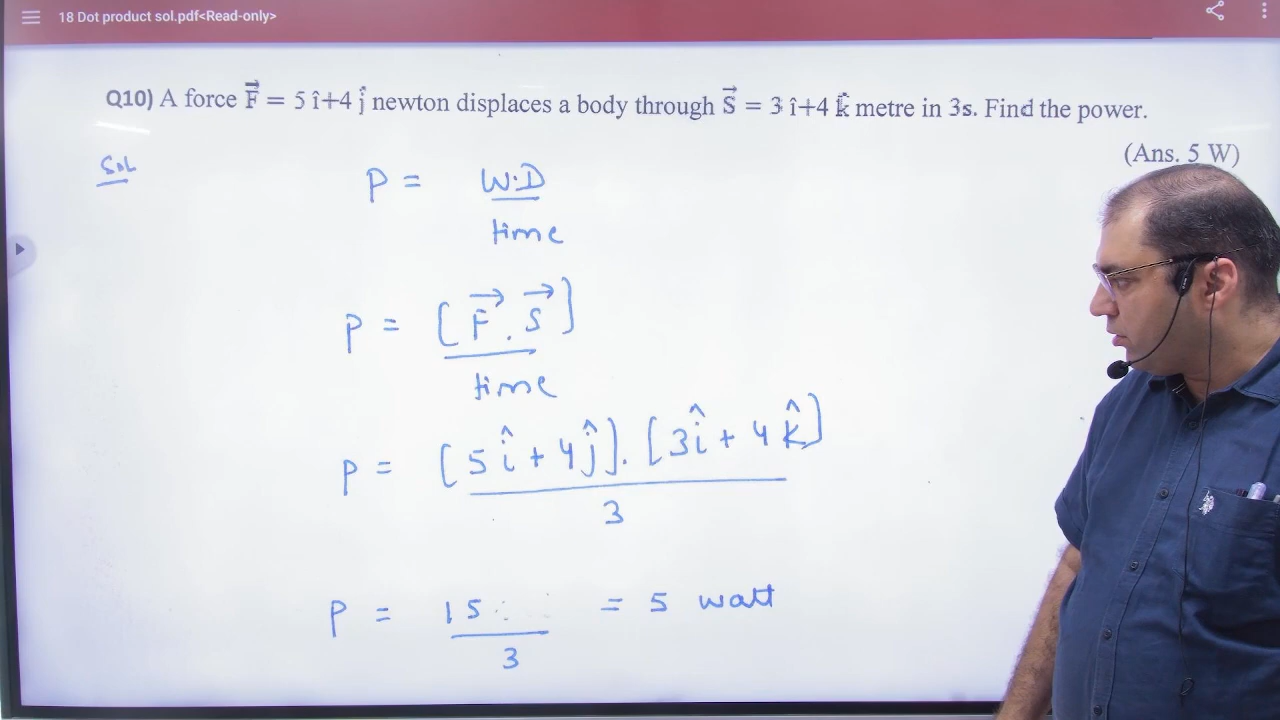 18 Dot product sol.pdf<Read-only>
Q10) A force F⃗ = 5 î+4 ĵ newton displaces a body through S⃗ = 3 î+4 k̂ metre in 3s. Find the power.
(Ans. 5 W)
Sol
P = W.D
time
P = [F⃗ . S⃗]
time
P = [5î + 4ĵ] . [3î + 4k̂]
3
P = 15 = 5 watt
3